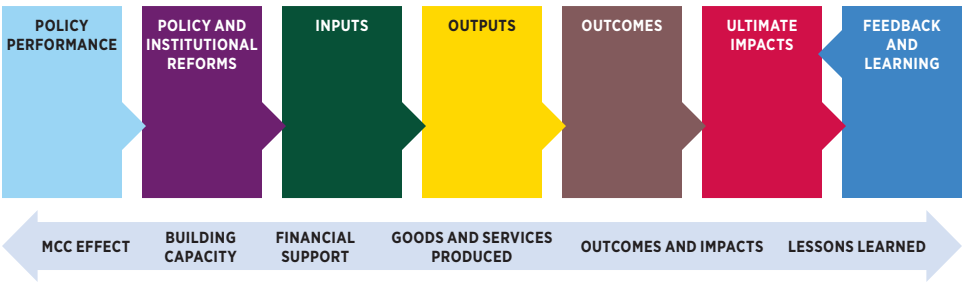 POLICY
PERFORMANCE
POLICY AND
INSTITUTIONAL
REFORMS
INPUTS
OUTPUTS
OUTCOMES
ULTIMATE
IMPACTS
FEEDBACK
AND
LEARNING
MCC EFFECT
BUILDING
CAPACITY
FINANCIAL
SUPPORT
GOODS AND SERVICES
PRODUCED
OUTCOMES AND IMPACTS
LESSONS LEARNED